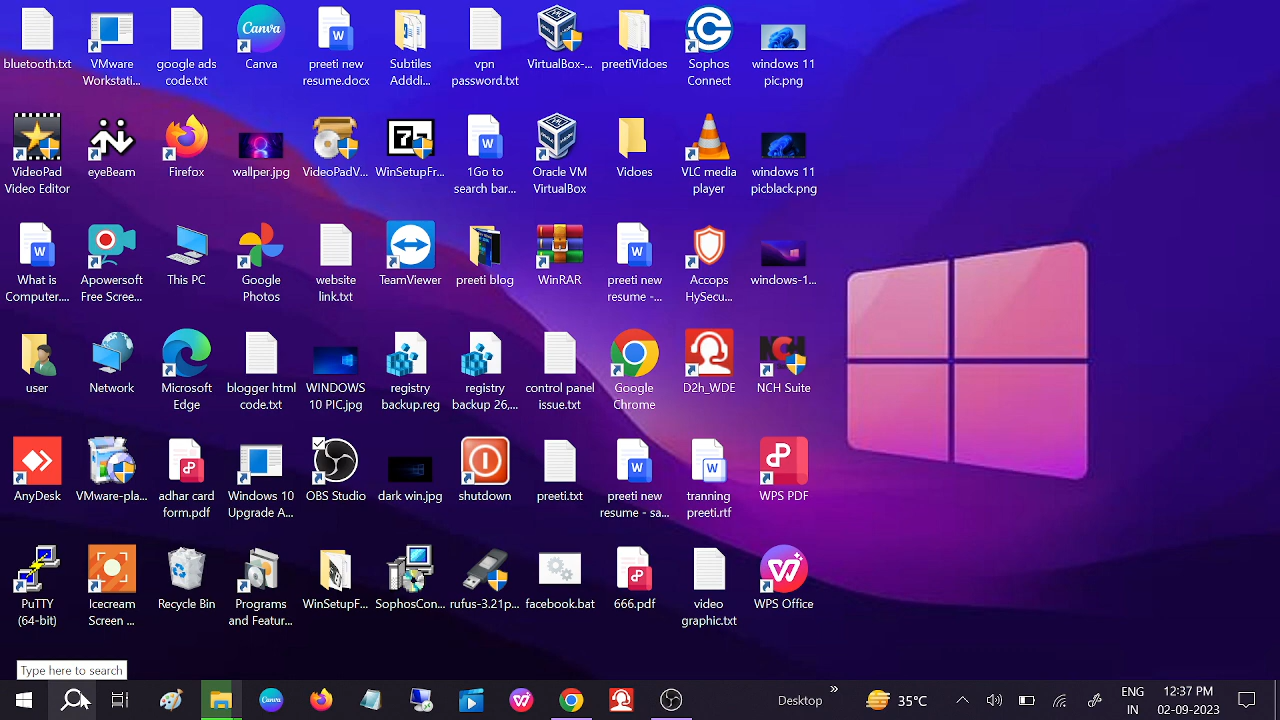 bluetooth.txt
VMware Workstati...
google ads code.txt
Canva
Canva
preeti new resume.docx
Subtiles Adddi...
vpn password.txt
VirtualBox-...
preetiVidoes
Sophos Connect
windows 11 pic.png
VideoPad Video Editor
eyeBeam
Firefox
wallper.jpg
VideoPadV...
WinSetupFr...
1Go to search bar...
Oracle VM VirtualBox
Vidoes
VLC media player
windows 11 picblack.png
What is Computer....
Apowersoft Free Scree...
This PC
Google Photos
website link.txt
TeamViewer
preeti blog
WinRAR
preeti new resume -...
Accops HySecu...
windows-1...
user
Network
Microsoft Edge
blogger html code.txt
WINDOWS 10 PIC.jpg
registry backup.reg
registry backup 26,...
control panel issue.txt
Google Chrome
D2h_WDE
NCH
NCH Suite
AnyDesk
VMware-pla...
adhar card form.pdf
Windows 10 Upgrade A...
OBS Studio
dark win.jpg
shutdown
preeti.txt
preeti new resume - sa...
tranning preeti.rtf
WPS PDF
PuTTY (64-bit)
Icecream Screen ...
Recycle Bin
Programs and Featur...
WinSetupF...
SophosCon...
rufus-3.21p...
facebook.bat
666.pdf
video graphic.txt
WPS Office
Type here to search
Canva
Desktop
»
35°C
ENG
IN
12:37 PM
02-09-2023